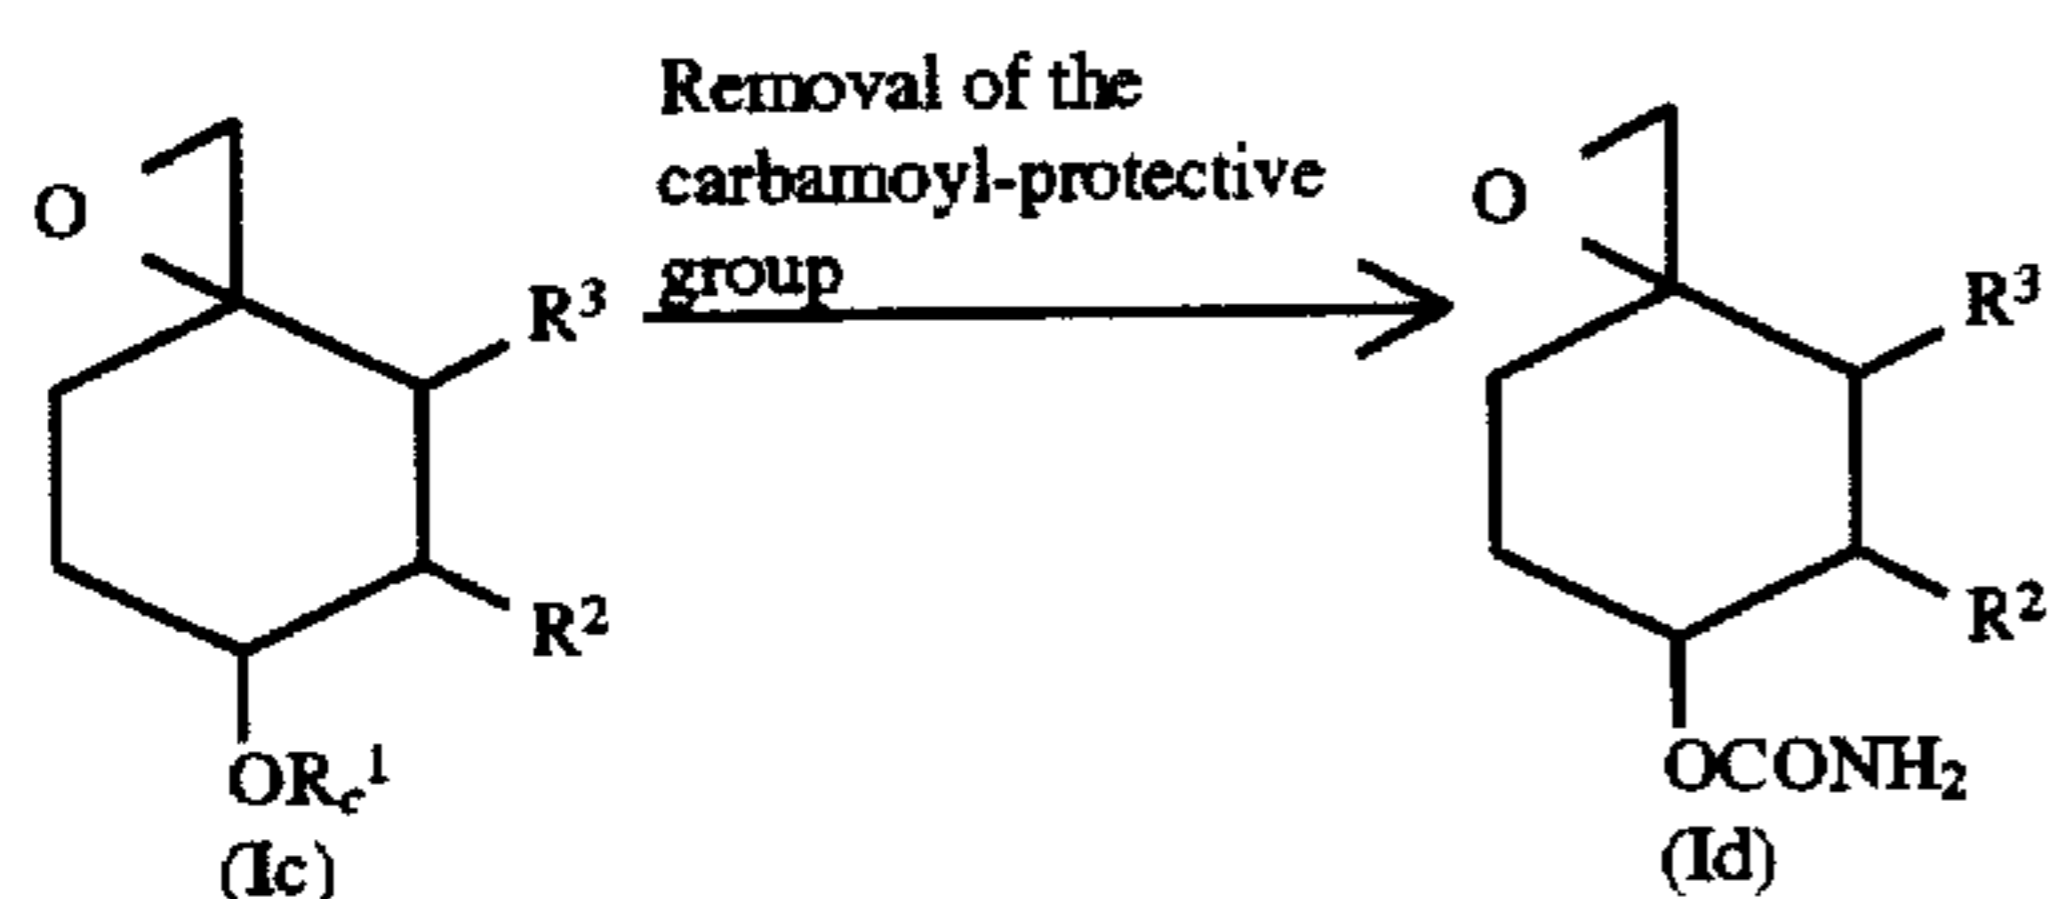 Removal of the
carbamoyl-protective
group
O
R³
R²
ORc¹
(Ic)
O
R³
R²
OCONH₂
(Id)